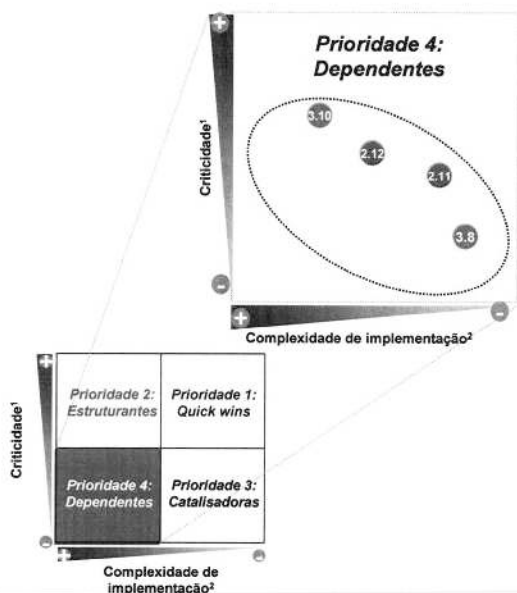 +
Prioridade 4:
Dependentes
3.10
2.12
2.11
3.8
Criticidade¹
-
+
-
Complexidade de implementação²
+
Prioridade 2:
Estruturantes
Prioridade 1:
Quick wins
Criticidade¹
Prioridade 4:
Dependentes
Prioridade 3:
Catalisadoras
-
+
-
Complexidade de
implementação²